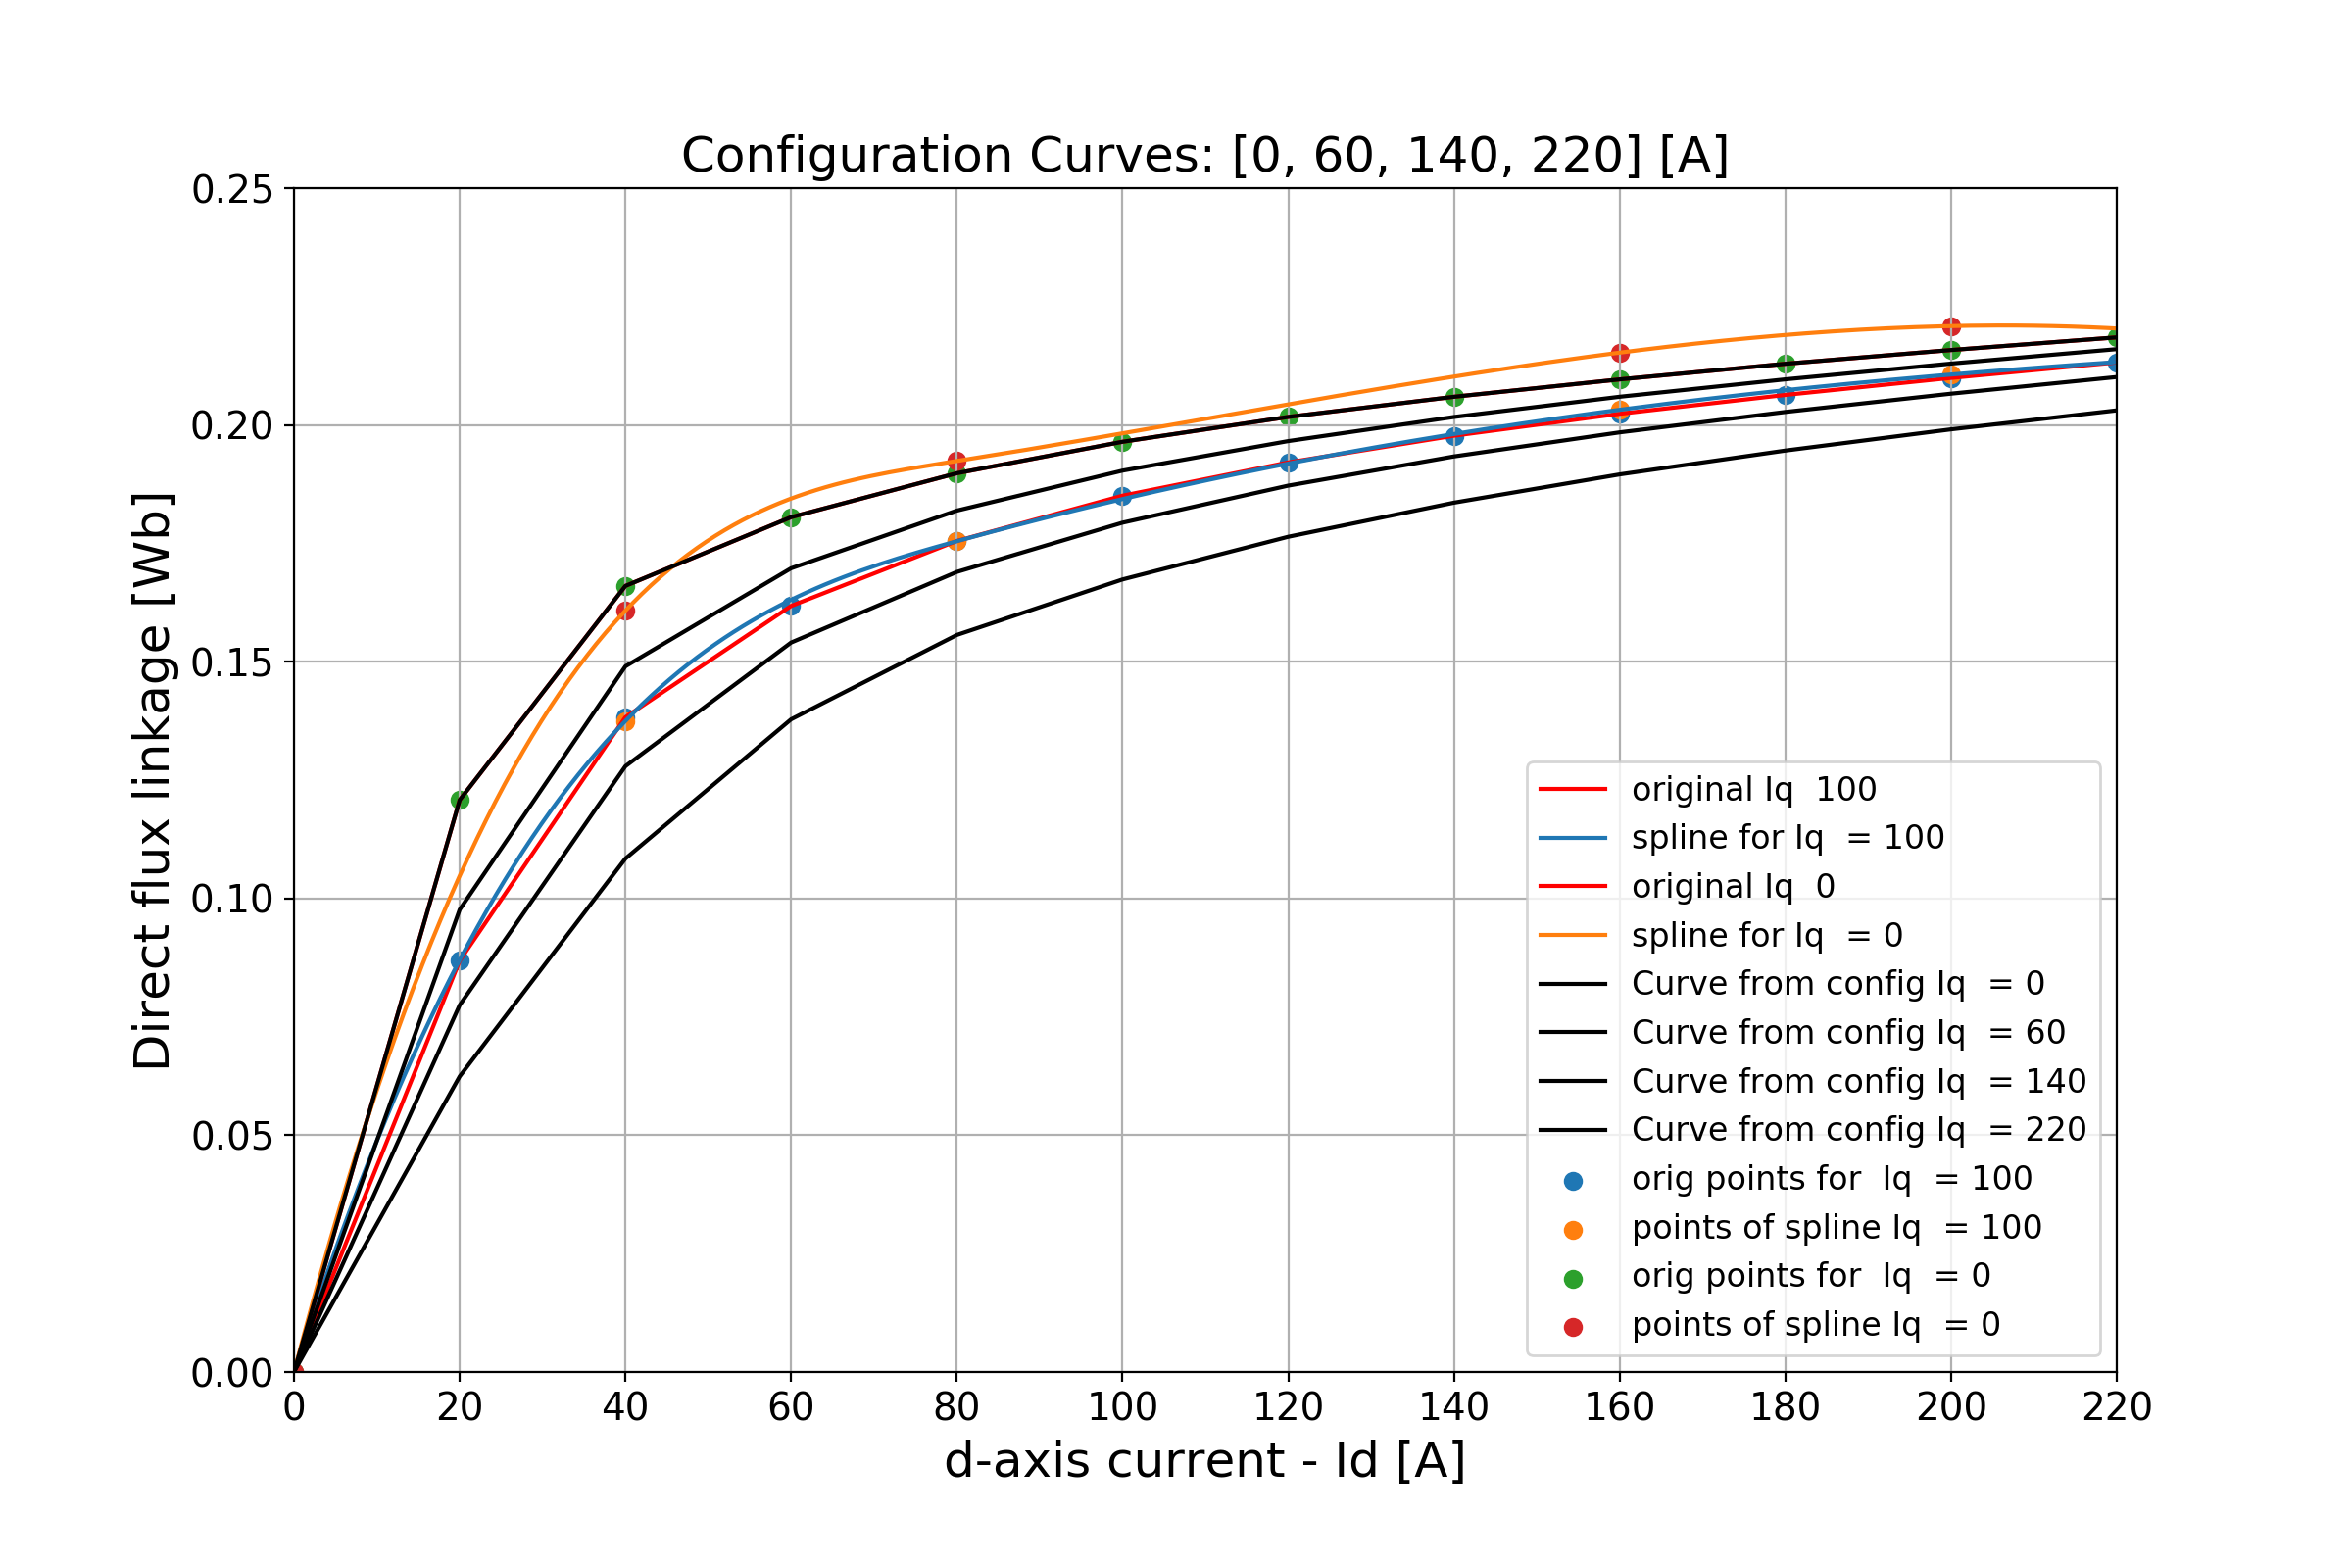 Configuration Curves: [0, 60, 140, 220] [A]
0.25
0.20
0.15
0.10
0.05
0.00
Direct flux linkage [Wb]
original Iq  100
spline for Iq  = 100
original Iq  0
spline for Iq  = 0
Curve from config Iq  = 0
Curve from config Iq  = 60
Curve from config Iq  = 140
Curve from config Iq  = 220
orig points for  Iq  = 100
points of spline Iq  = 100
orig points for  Iq  = 0
points of spline Iq  = 0
0 20 40 60 80 100 120 140 160 180 200 220
d-axis current - Id [A]